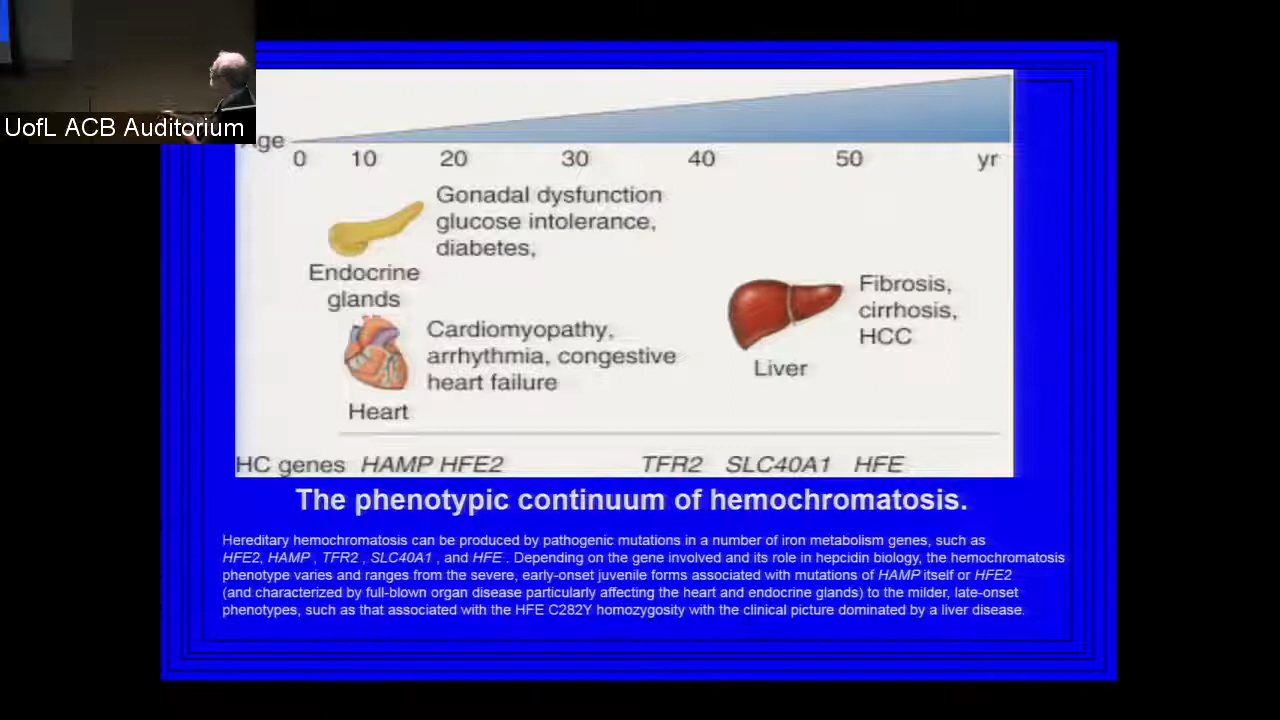 UofL ACB Auditorium
Age
0 10 20 30 40 50 yr
Gonadal dysfunction
glucose intolerance,
diabetes,
Endocrine
glands
Cardiomyopathy,
arrhythmia, congestive
heart failure
Heart
Fibrosis,
cirrhosis,
HCC
Liver
HC genes HAMP HFE2 TFR2 SLC40A1 HFE
The phenotypic continuum of hemochromatosis.
Hereditary hemochromatosis can be produced by pathogenic mutations in a number of iron metabolism genes, such as
HFE2, HAMP , TFR2 , SLC40A1 , and HFE . Depending on the gene involved and its role in hepcidin biology, the hemochromatosis
phenotype varies and ranges from the severe, early-onset juvenile forms associated with mutations of HAMP itself or HFE2
(and characterized by full-blown organ disease particularly affecting the heart and endocrine glands) to the milder, late-onset
phenotypes, such as that associated with the HFE C282Y homozygosity with the clinical picture dominated by a liver disease.